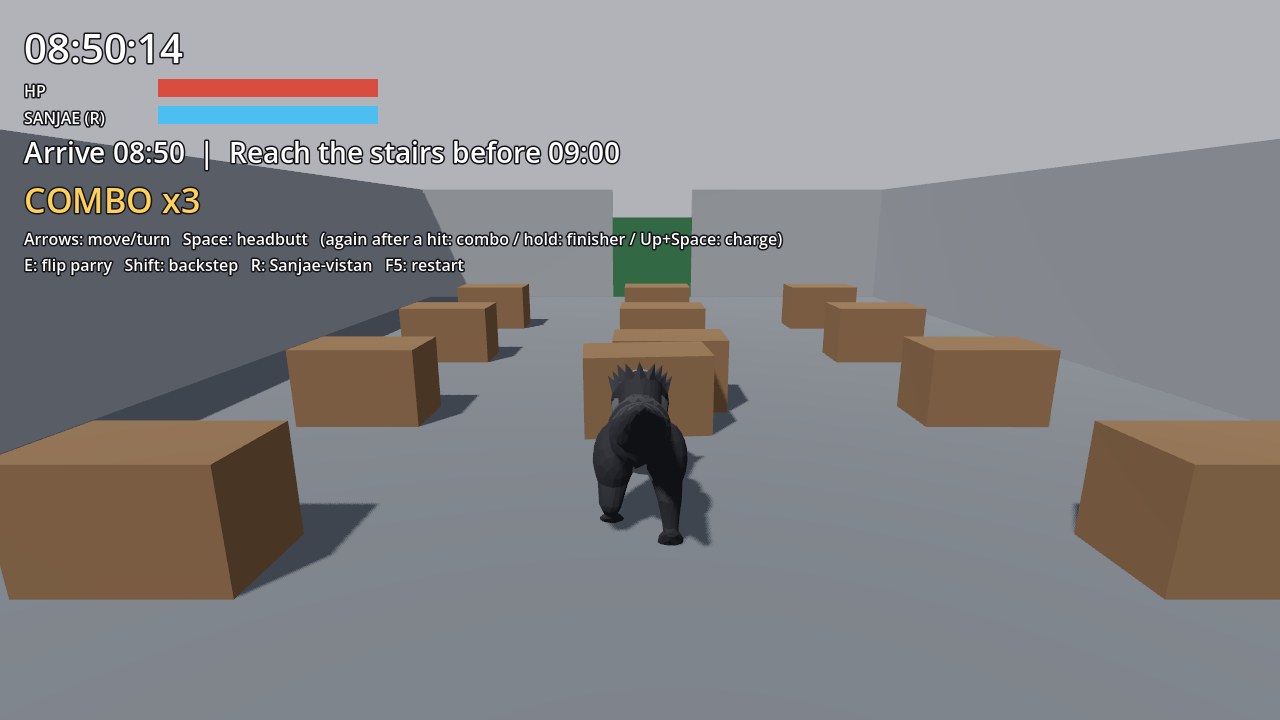 08:50:14
HP
SANJAE (R)
Arrive 08:50 | Reach the stairs before 09:00
COMBO x3
Arrows: move/turn Space: headbutt (again after a hit: combo / hold: finisher / Up+Space: charge)
E: flip parry Shift: backstep R: Sanjae-vistan F5: restart